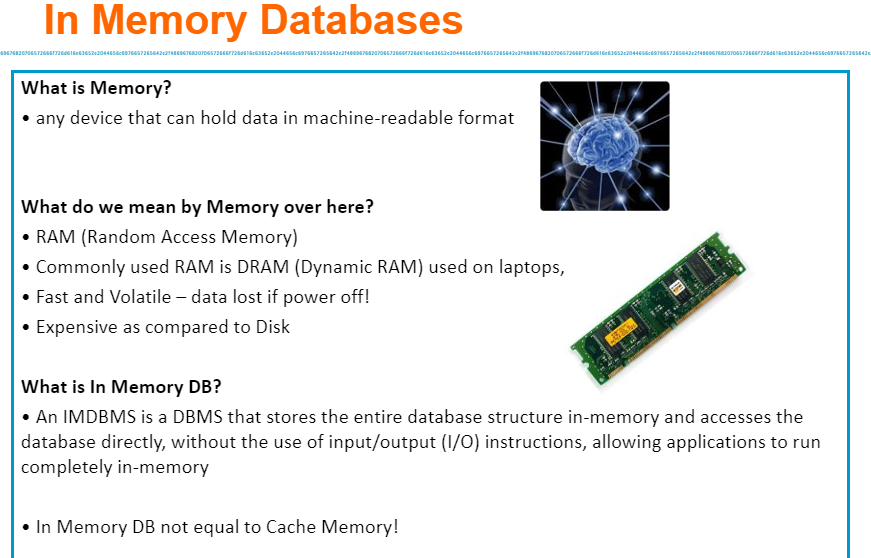 In Memory Databases
What is Memory?
• any device that can hold data in machine-readable format
What do we mean by Memory over here?
• RAM (Random Access Memory)
• Commonly used RAM is DRAM (Dynamic RAM) used on laptops,
• Fast and Volatile – data lost if power off!
• Expensive as compared to Disk
What is In Memory DB?
• An IMDBMS is a DBMS that stores the entire database structure in-memory and accesses the
database directly, without the use of input/output (I/O) instructions, allowing applications to run
completely in-memory
• In Memory DB not equal to Cache Memory!